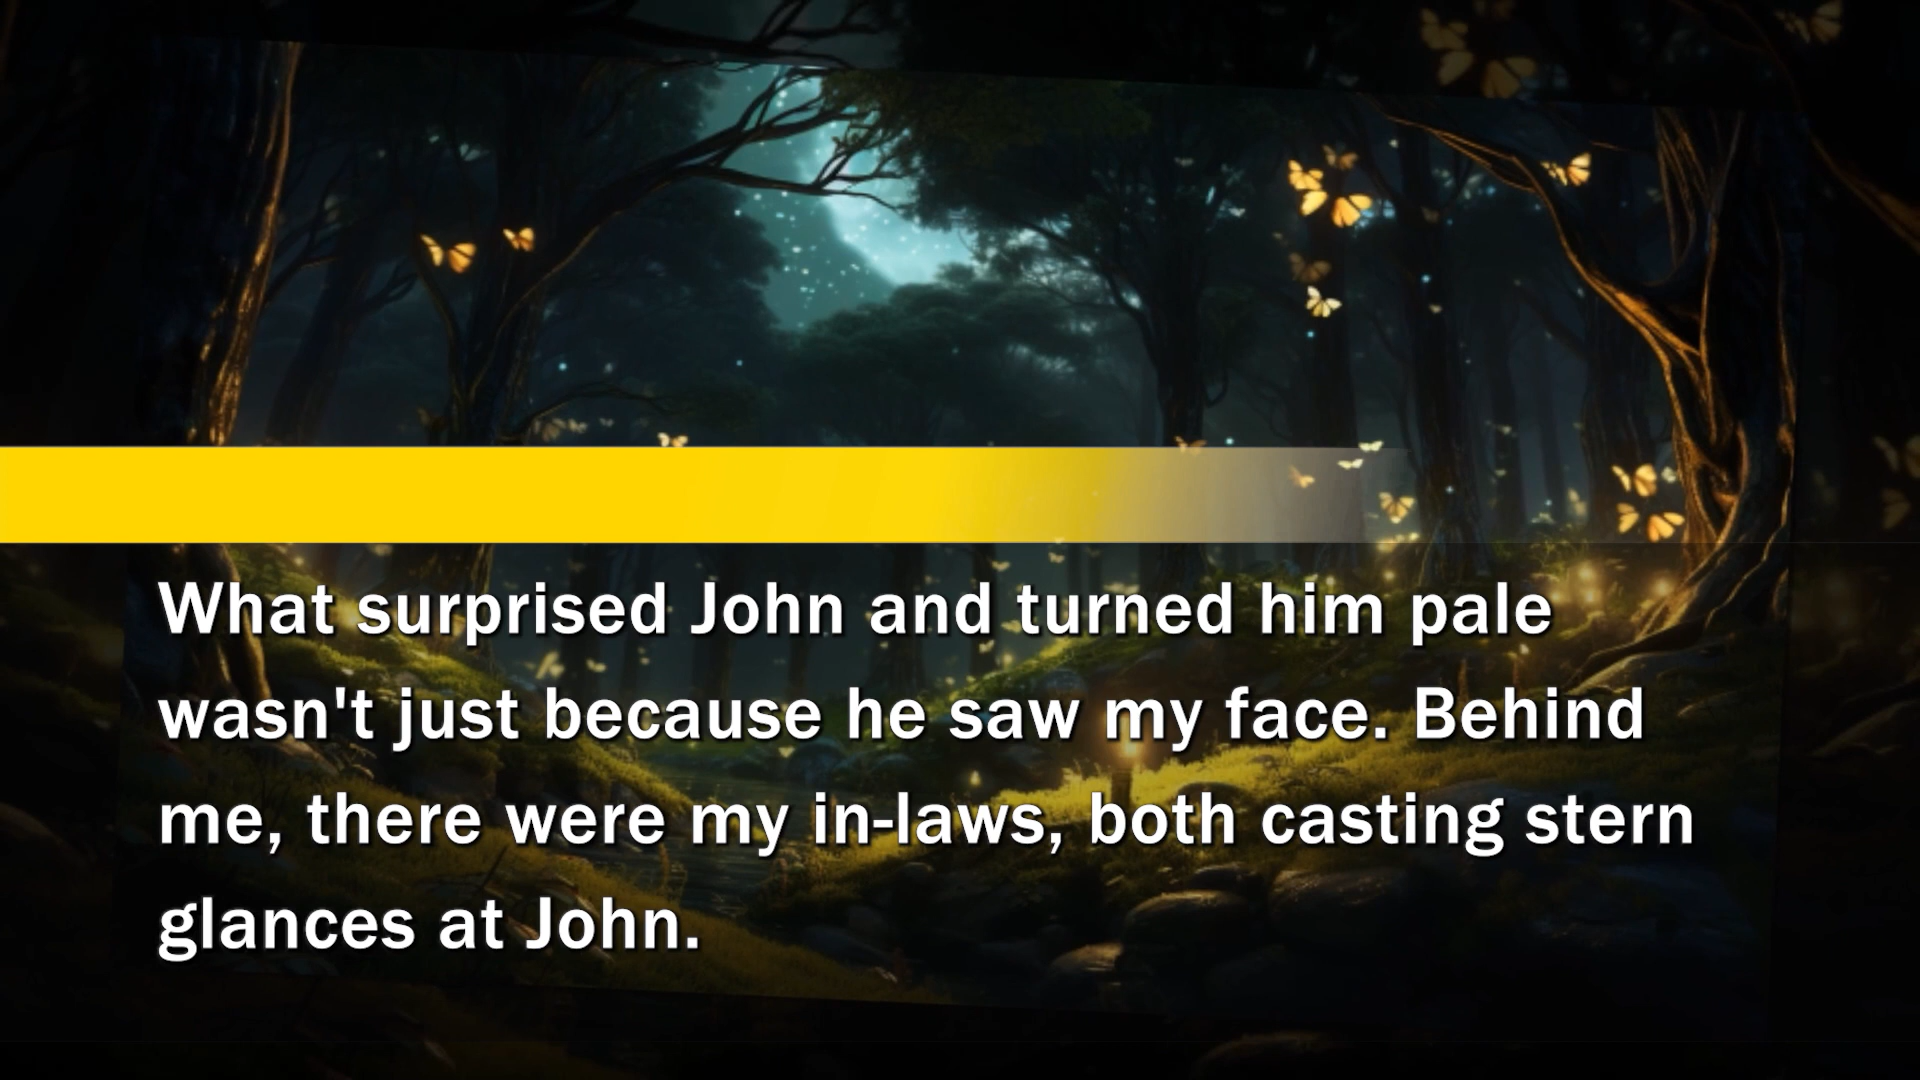 What surprised John and turned him pale
wasn't just because he saw my face. Behind
me, there were my in-laws, both casting stern
glances at John.